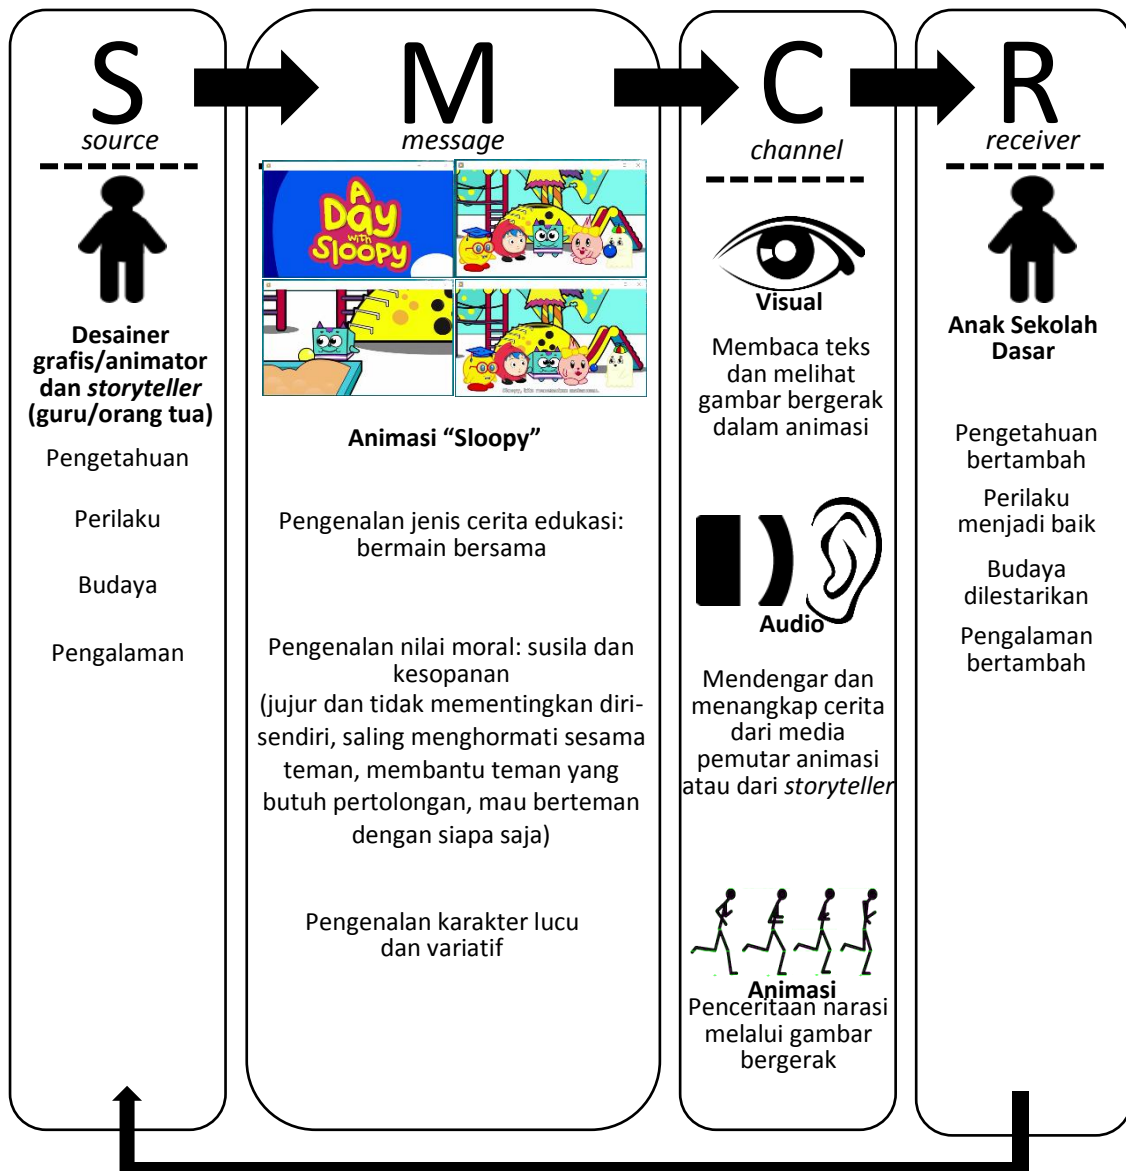 S
source
Desainer
grafis/animator
dan storyteller
(guru/orang tua)
Pengetahuan
Perilaku
Budaya
Pengalaman
M
message
A
Day
with
Sloopy
Animasi “Sloopy”
Pengenalan jenis cerita edukasi:
bermain bersama
Pengenalan nilai moral: susila dan
kesopanan
(jujur dan tidak mementingkan diri-
sendiri, saling menghormati sesama
teman, membantu teman yang
butuh pertolongan, mau berteman
dengan siapa saja)
Pengenalan karakter lucu
dan variatif
C
channel
Visual
Membaca teks
dan melihat
gambar bergerak
dalam animasi
Audio
Mendengar dan
menangkap cerita
dari media
pemutar animasi
atau dari storyteller
Animasi
Penceritaan narasi
melalui gambar
bergerak
R
receiver
Anak Sekolah
Dasar
Pengetahuan
bertambah
Perilaku
menjadi baik
Budaya
dilestarikan
Pengalaman
bertambah